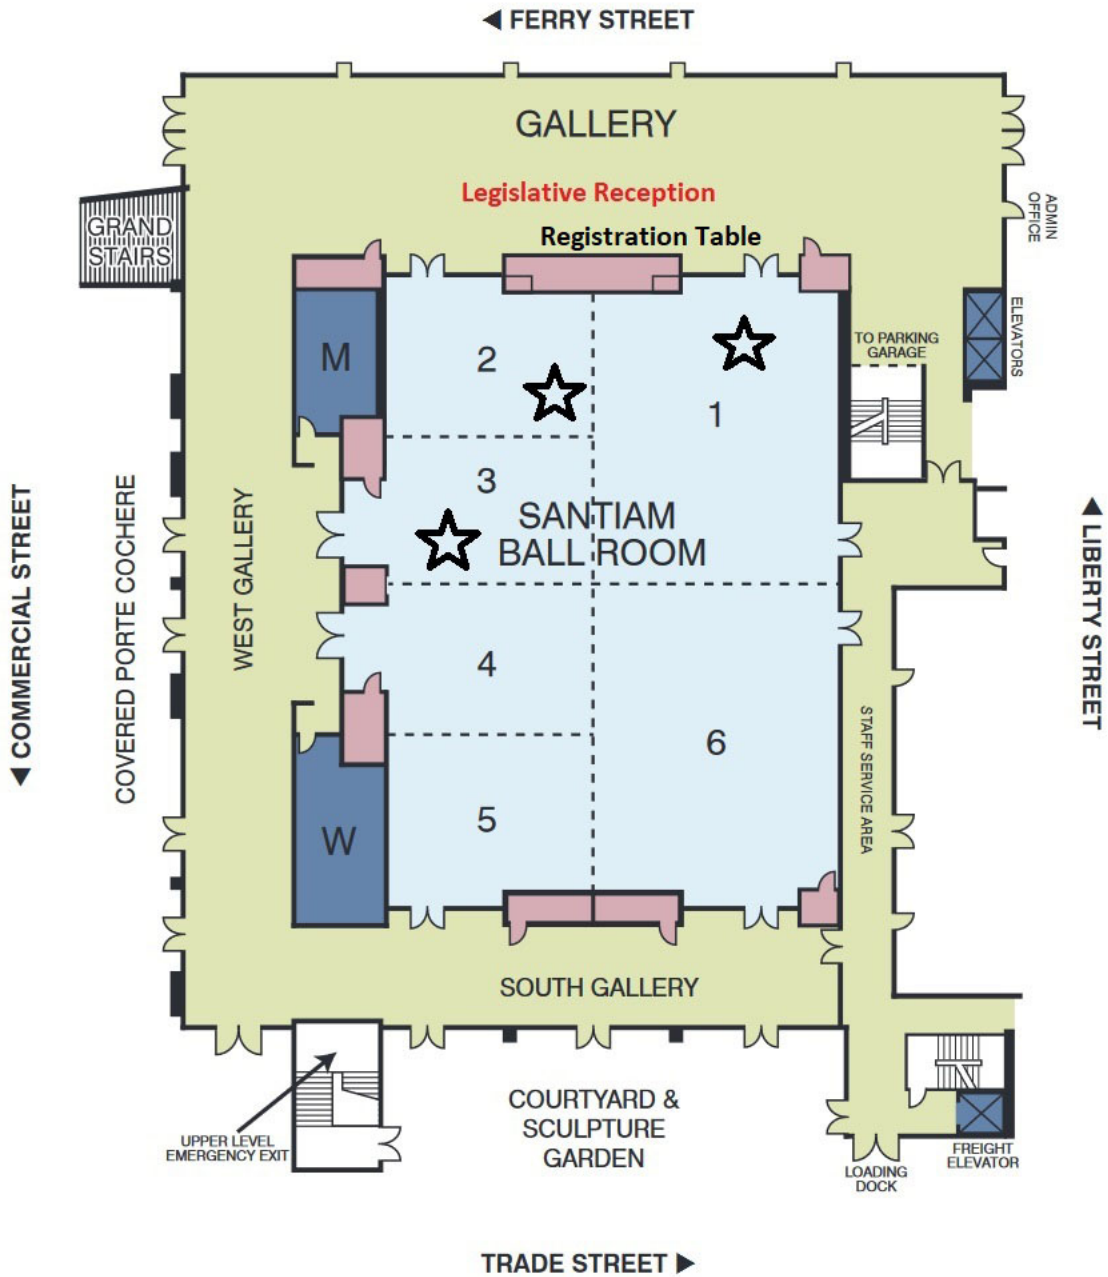 ◀ FERRY STREET
GALLERY
Legislative Reception
Registration Table
GRAND
STAIRS
ADMIN
OFFICE
ELEVATORS
TO PARKING
GARAGE
M
2
1
3
SANTIAM
BALL ROOM
◀ COMMERCIAL STREET
COVERED PORTE COCHERE
WEST GALLERY
◀ LIBERTY STREET
4
6
STAFF SERVICE AREA
5
W
SOUTH GALLERY
COURTYARD &
SCULPTURE
GARDEN
UPPER LEVEL
EMERGENCY EXIT
FREIGHT
ELEVATOR
LOADING
DOCK
TRADE STREET ▶